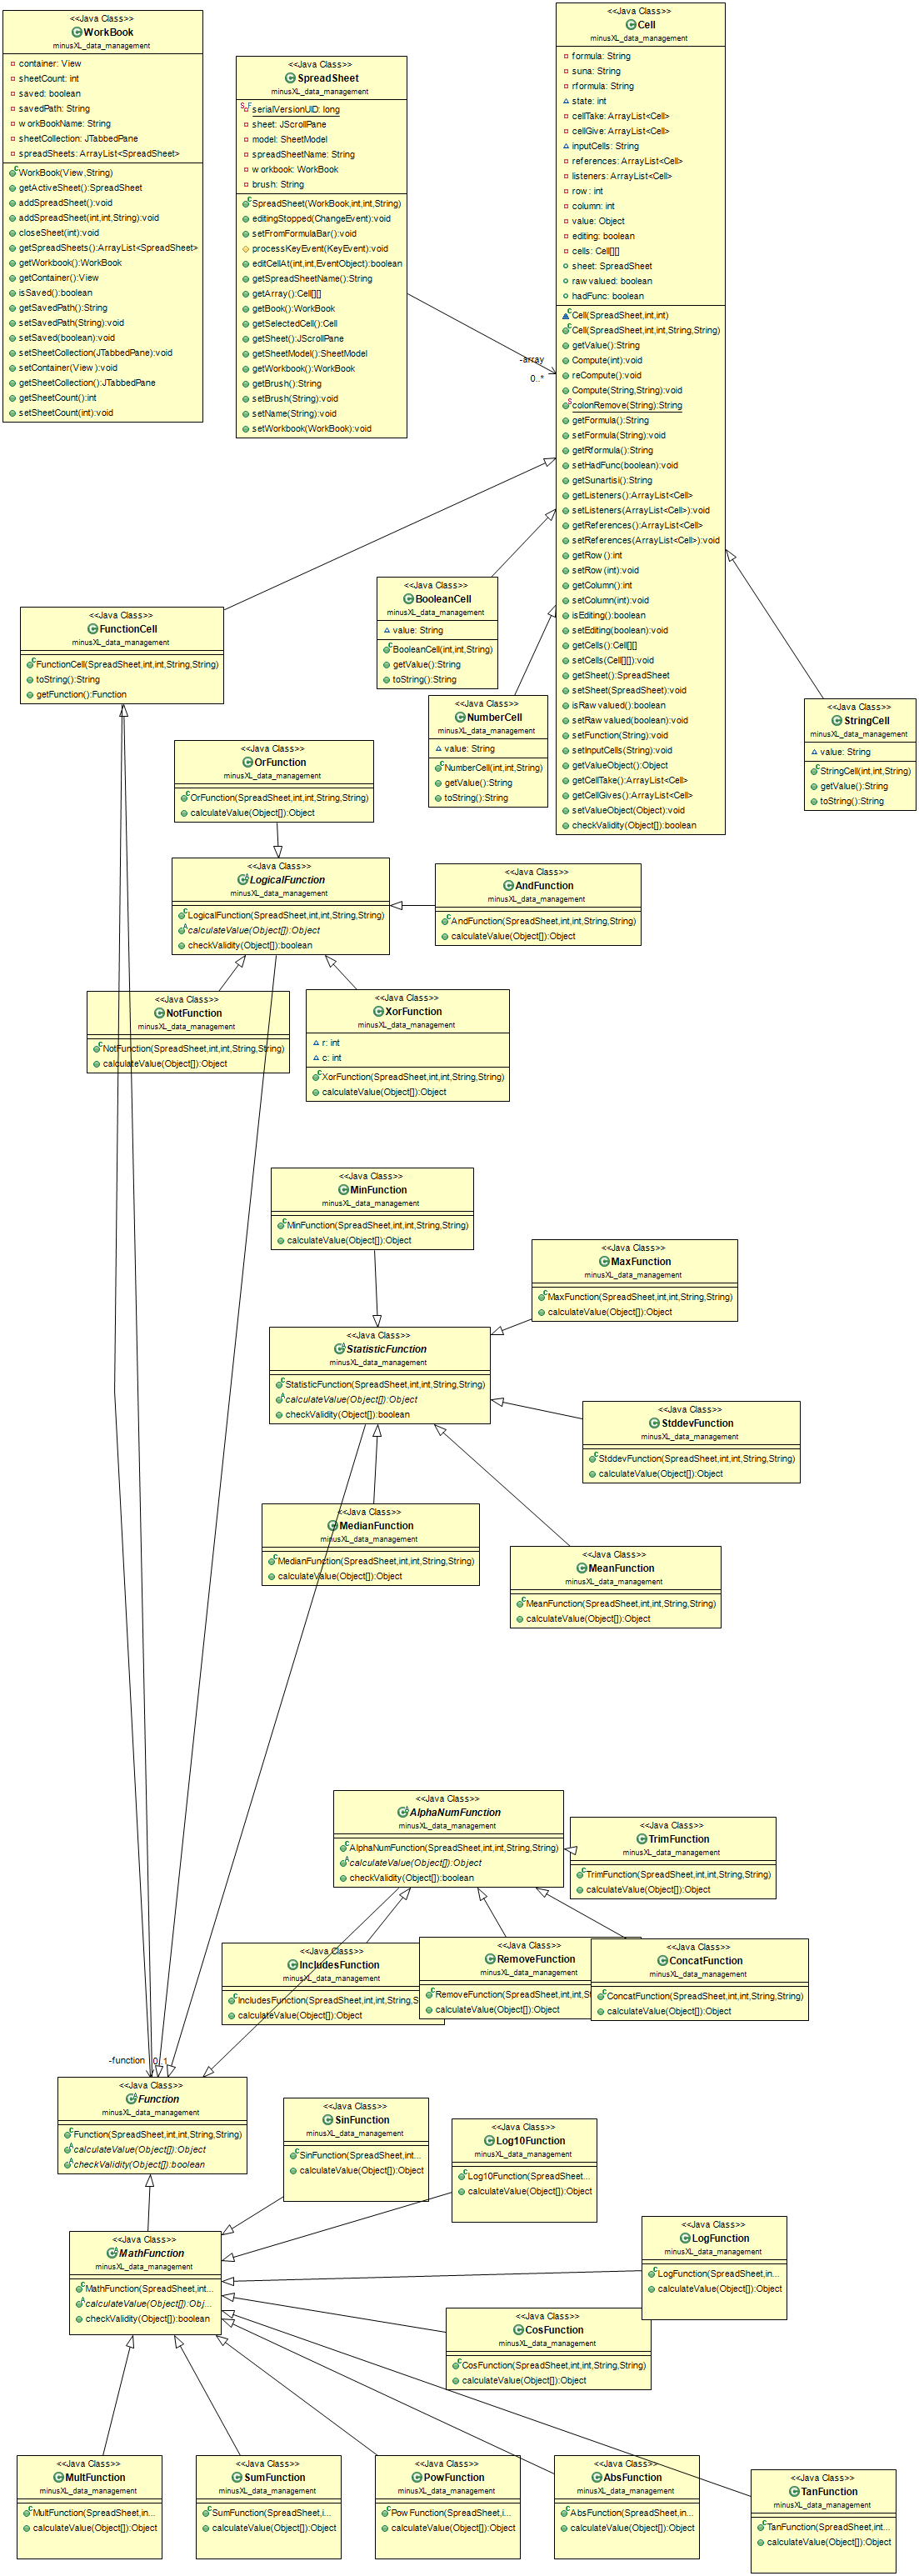 <<Java Class>>
WorkBook
minusXL_data_management
container: View
sheetCount: int
saved: boolean
savedPath: String
workBookName: String
sheetCollection: JTabbedPane
spreadSheets: ArrayList<SpreadSheet>
WorkBook(View,String)
getActiveSheet():SpreadSheet
addSpreadSheet():void
addSpreadSheet(int,int,String):void
closeSheet(int):void
getSpreadSheets():ArrayList<SpreadSheet>
getWorkbook():WorkBook
getContainer():View
isSaved():boolean
getSavedPath():String
setSavedPath(String):void
setSaved(boolean):void
setSheetCollection(JTabbedPane):void
setContainer(View):void
getSheetCollection():JTabbedPane
getSheetCount():int
setSheetCount(int):void
<<Java Class>>
SpreadSheet
minusXL_data_management
serialVersionUID: long
sheet: JScrollPane
model: SheetModel
spreadSheetName: String
workbook: WorkBook
brush: String
SpreadSheet(WorkBook,int,int,String)
editingStopped(ChangeEvent):void
setFromFormulaBar():void
processKeyEvent(KeyEvent):void
editCellAt(int,int,EventObject):boolean
getSpreadSheetName():String
getArray():Cell[][]
getBook():WorkBook
getSelectedCell():Cell
getSheet():JScrollPane
getSheetModel():SheetModel
getWorkbook():WorkBook
getBrush():String
setBrush(String):void
setName(String):void
setWorkbook(WorkBook):void
-array
0..*
<<Java Class>>
Cell
minusXL_data_management
formula: String
suna: String
rformula: String
state: int
cellTake: ArrayList<Cell>
cellGive: ArrayList<Cell>
inputCells: String
references: ArrayList<Cell>
listeners: ArrayList<Cell>
row: int
column: int
value: Object
editing: boolean
cells: Cell[][]
sheet: SpreadSheet
rawvalued: boolean
hadFunc: boolean
Cell(SpreadSheet,int,int)
Cell(SpreadSheet,int,int,String,String)
getValue():String
Compute(int):void
reCompute():void
Compute(String,String):void
colonRemove(String):String
getFormula():String
setFormula(String):void
getRformula():String
setHadFunc(boolean):void
getSunartisi():String
getListeners():ArrayList<Cell>
setListeners(ArrayList<Cell>):void
getReferences():ArrayList<Cell>
setReferences(ArrayList<Cell>):void
getRow():int
setRow(int):void
getColumn():int
setColumn(int):void
isEditing():boolean
setEditing(boolean):void
getCells():Cell[][]
setCells(Cell[][]):void
getSheet():SpreadSheet
setSheet(SpreadSheet):void
isRawvalued():boolean
setRawvalued(boolean):void
setFunction(String):void
setInputCells(String):void
getValueObject():Object
getCellTake():ArrayList<Cell>
getCellGives():ArrayList<Cell>
setValueObject(Object):void
checkValidity(Object[]):boolean
<<Java Class>>
BooleanCell
minusXL_data_management
value: String
BooleanCell(int,int,String)
getValue():String
toString():String
<<Java Class>>
FunctionCell
minusXL_data_management
FunctionCell(SpreadSheet,int,int,String,String)
toString():String
getFunction():Function
<<Java Class>>
NumberCell
minusXL_data_management
value: String
NumberCell(int,int,String)
getValue():String
toString():String
<<Java Class>>
StringCell
minusXL_data_management
value: String
StringCell(int,int,String)
getValue():String
toString():String
<<Java Class>>
OrFunction
minusXL_data_management
OrFunction(SpreadSheet,int,int,String,String)
calculateValue(Object[]):Object
<<Java Class>>
LogicalFunction
minusXL_data_management
LogicalFunction(SpreadSheet,int,int,String,String)
calculateValue(Object[]):Object
checkValidity(Object[]):boolean
<<Java Class>>
AndFunction
minusXL_data_management
AndFunction(SpreadSheet,int,int,String,String)
calculateValue(Object[]):Object
<<Java Class>>
NotFunction
minusXL_data_management
NotFunction(SpreadSheet,int,int,String,String)
calculateValue(Object[]):Object
<<Java Class>>
XorFunction
minusXL_data_management
r: int
c: int
XorFunction(SpreadSheet,int,int,String,String)
calculateValue(Object[]):Object
<<Java Class>>
MinFunction
minusXL_data_management
MinFunction(SpreadSheet,int,int,String,String)
calculateValue(Object[]):Object
<<Java Class>>
MaxFunction
minusXL_data_management
MaxFunction(SpreadSheet,int,int,String,String)
calculateValue(Object[]):Object
<<Java Class>>
StatisticFunction
minusXL_data_management
StatisticFunction(SpreadSheet,int,int,String,String)
calculateValue(Object[]):Object
checkValidity(Object[]):boolean
<<Java Class>>
StddevFunction
minusXL_data_management
StddevFunction(SpreadSheet,int,int,String,String)
calculateValue(Object[]):Object
<<Java Class>>
MedianFunction
minusXL_data_management
MedianFunction(SpreadSheet,int,int,String,String)
calculateValue(Object[]):Object
<<Java Class>>
MeanFunction
minusXL_data_management
MeanFunction(SpreadSheet,int,int,String,String)
calculateValue(Object[]):Object
<<Java Class>>
AlphaNumFunction
minusXL_data_management
AlphaNumFunction(SpreadSheet,int,int,String,String)
calculateValue(Object[]):Object
checkValidity(Object[]):boolean
<<Java Class>>
TrimFunction
minusXL_data_management
TrimFunction(SpreadSheet,int,int,String,String)
calculateValue(Object[]):Object
<<Java Class>>
IncludesFunction
minusXL_data_management
IncludesFunction(SpreadSheet,int,int,String,S
calculateValue(Object[]):Object
<<Java Class>>
RemoveFunction
minusXL_data_management
RemoveFunction(SpreadSheet,int,int,St
calculateValue(Object[]):Object
<<Java Class>>
ConcatFunction
minusXL_data_management
ConcatFunction(SpreadSheet,int,int,String,String)
calculateValue(Object[]):Object
-function
0..1
<<Java Class>>
Function
minusXL_data_management
Function(SpreadSheet,int,int,String,String)
calculateValue(Object[]):Object
checkValidity(Object[]):boolean
<<Java Class>>
SinFunction
minusXL_data_management
SinFunction(SpreadSheet,int...
calculateValue(Object[]):Object
<<Java Class>>
Log10Function
minusXL_data_management
Log10Function(SpreadSheet...
calculateValue(Object[]):Object
<<Java Class>>
MathFunction
minusXL_data_management
MathFunction(SpreadSheet,int...
calculateValue(Object[]):Obj...
checkValidity(Object[]):boolean
<<Java Class>>
LogFunction
minusXL_data_management
LogFunction(SpreadSheet,in...
calculateValue(Object[]):Object
<<Java Class>>
CosFunction
minusXL_data_management
CosFunction(SpreadSheet,int,int,String,String)
calculateValue(Object[]):Object
<<Java Class>>
MultFunction
minusXL_data_management
MultFunction(SpreadSheet,in...
calculateValue(Object[]):Object
<<Java Class>>
SumFunction
minusXL_data_management
SumFunction(SpreadSheet,i...
calculateValue(Object[]):Object
<<Java Class>>
PowFunction
minusXL_data_management
PowFunction(SpreadSheet,i...
calculateValue(Object[]):Object
<<Java Class>>
AbsFunction
minusXL_data_management
AbsFunction(SpreadSheet,in...
calculateValue(Object[]):Object
<<Java Class>>
TanFunction
minusXL_data_management
TanFunction(SpreadSheet,int...
calculateValue(Object[]):Object